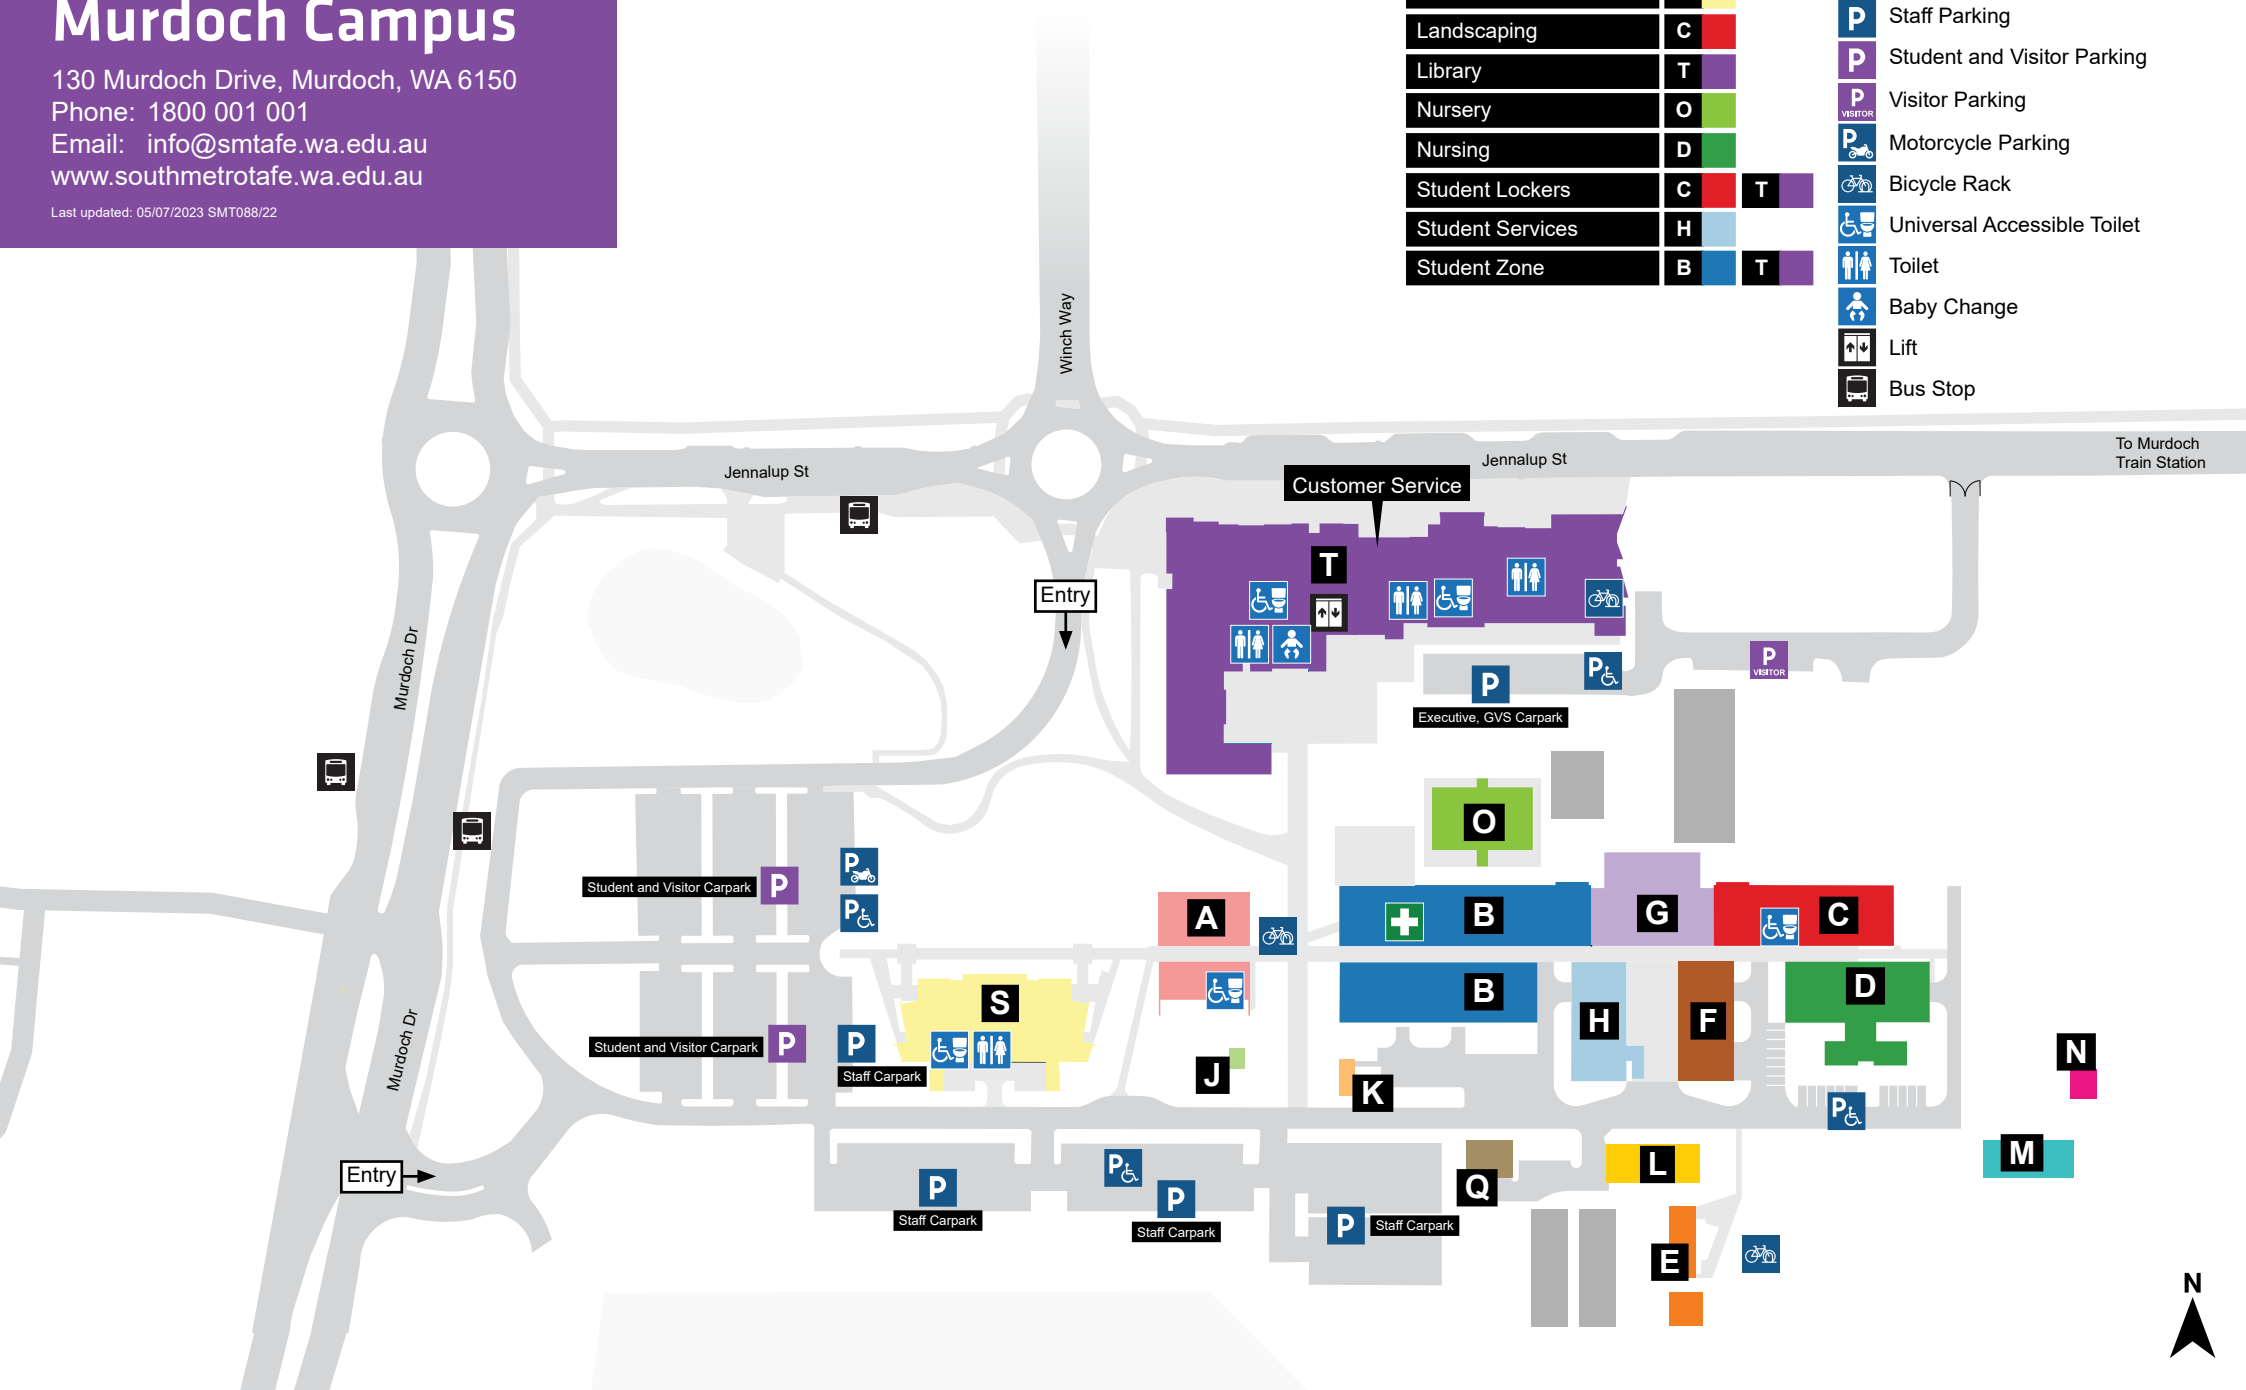 Murdoch Campus
130 Murdoch Drive, Murdoch, WA 6150
Phone: 1800 001 001
Email: info@smtafe.wa.edu.au
www.southmetrotafe.wa.edu.au
Last updated: 05/07/2023 SMT088/22
Landscaping C
Library T
Nursery O
Nursing D
Student Lockers C T
Student Services H
Student Zone B T
P Staff Parking
P Student and Visitor Parking
P VISITOR Visitor Parking
P Motorcycle Parking
Bicycle Rack
Universal Accessible Toilet
Toilet
Baby Change
Lift
Bus Stop
Winch Way
To Murdoch
Train Station
Jennalup St
Jennalup St
Customer Service
T
Entry
Murdoch Dr
P
VISITOR
P
P
Executive, GVS Carpark
O
P
Student and Visitor Carpark P
P
A
B
G
C
S
B
H
F
D
Murdoch Dr
Student and Visitor Carpark P
P
Staff Carpark
J
K
N
P
M
L
Entry
P
Staff Carpark
P
P
Staff Carpark
Q
P Staff Carpark
E
N